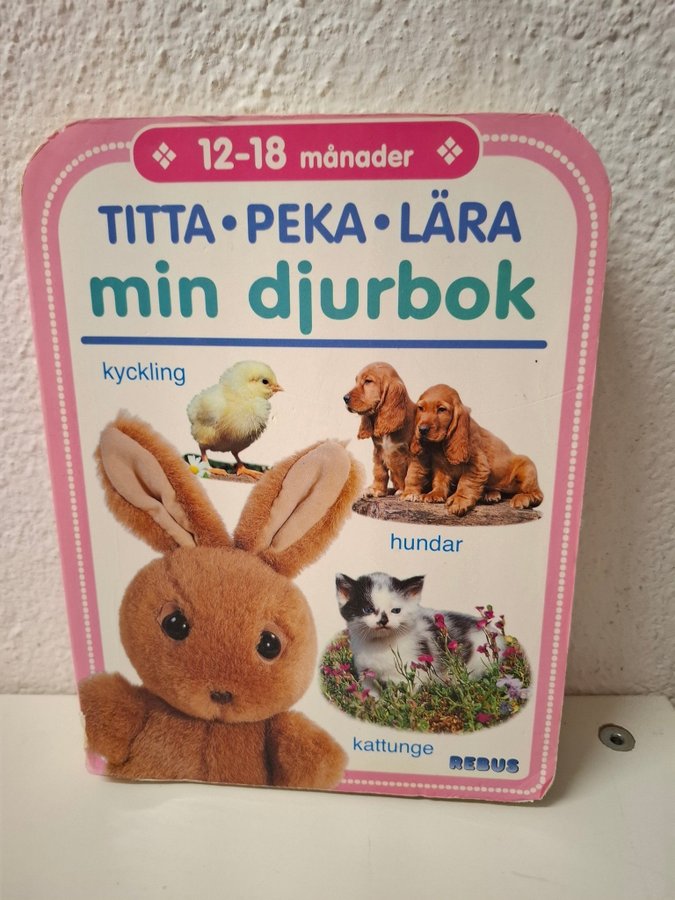 12-18 månader
TITTA • PEKA • LÄRA
min djurbok
kyckling
hundar
kattunge
REBUS